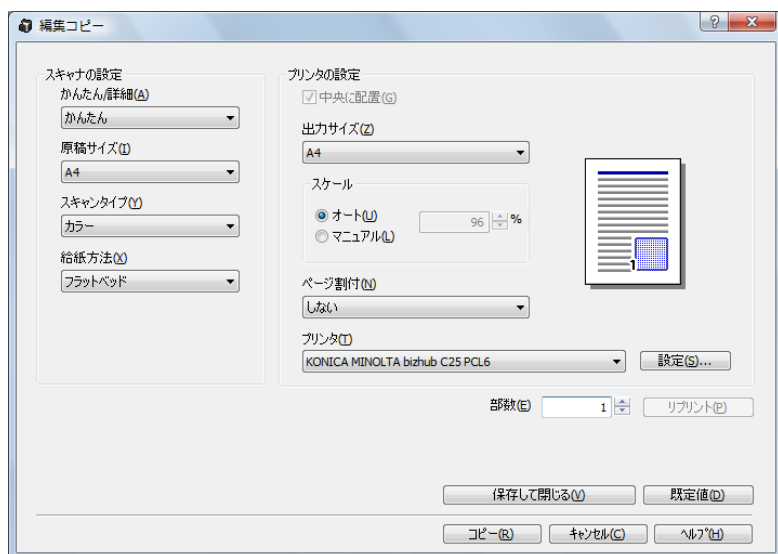 編集コピー
スキャナの設定
かんたん/詳細(A)
かんたん
原稿サイズ(I)
A4
スキャンタイプ(Y)
カラー
給紙方法(X)
フラットベッド
プリンタの設定
中央に配置(G)
出力サイズ(Z)
A4
スケール
オート(U)
96 %
マニュアル(L)
1
ページ割付(N)
しない
プリンタ(T)
KONICA MINOLTA bizhub C25 PCL6
設定(S)...
部数(E) 1 リプリント(P)
保存して閉じる(V) 既定値(D)
コピー(R) キャンセル(C) ヘルプ(H)